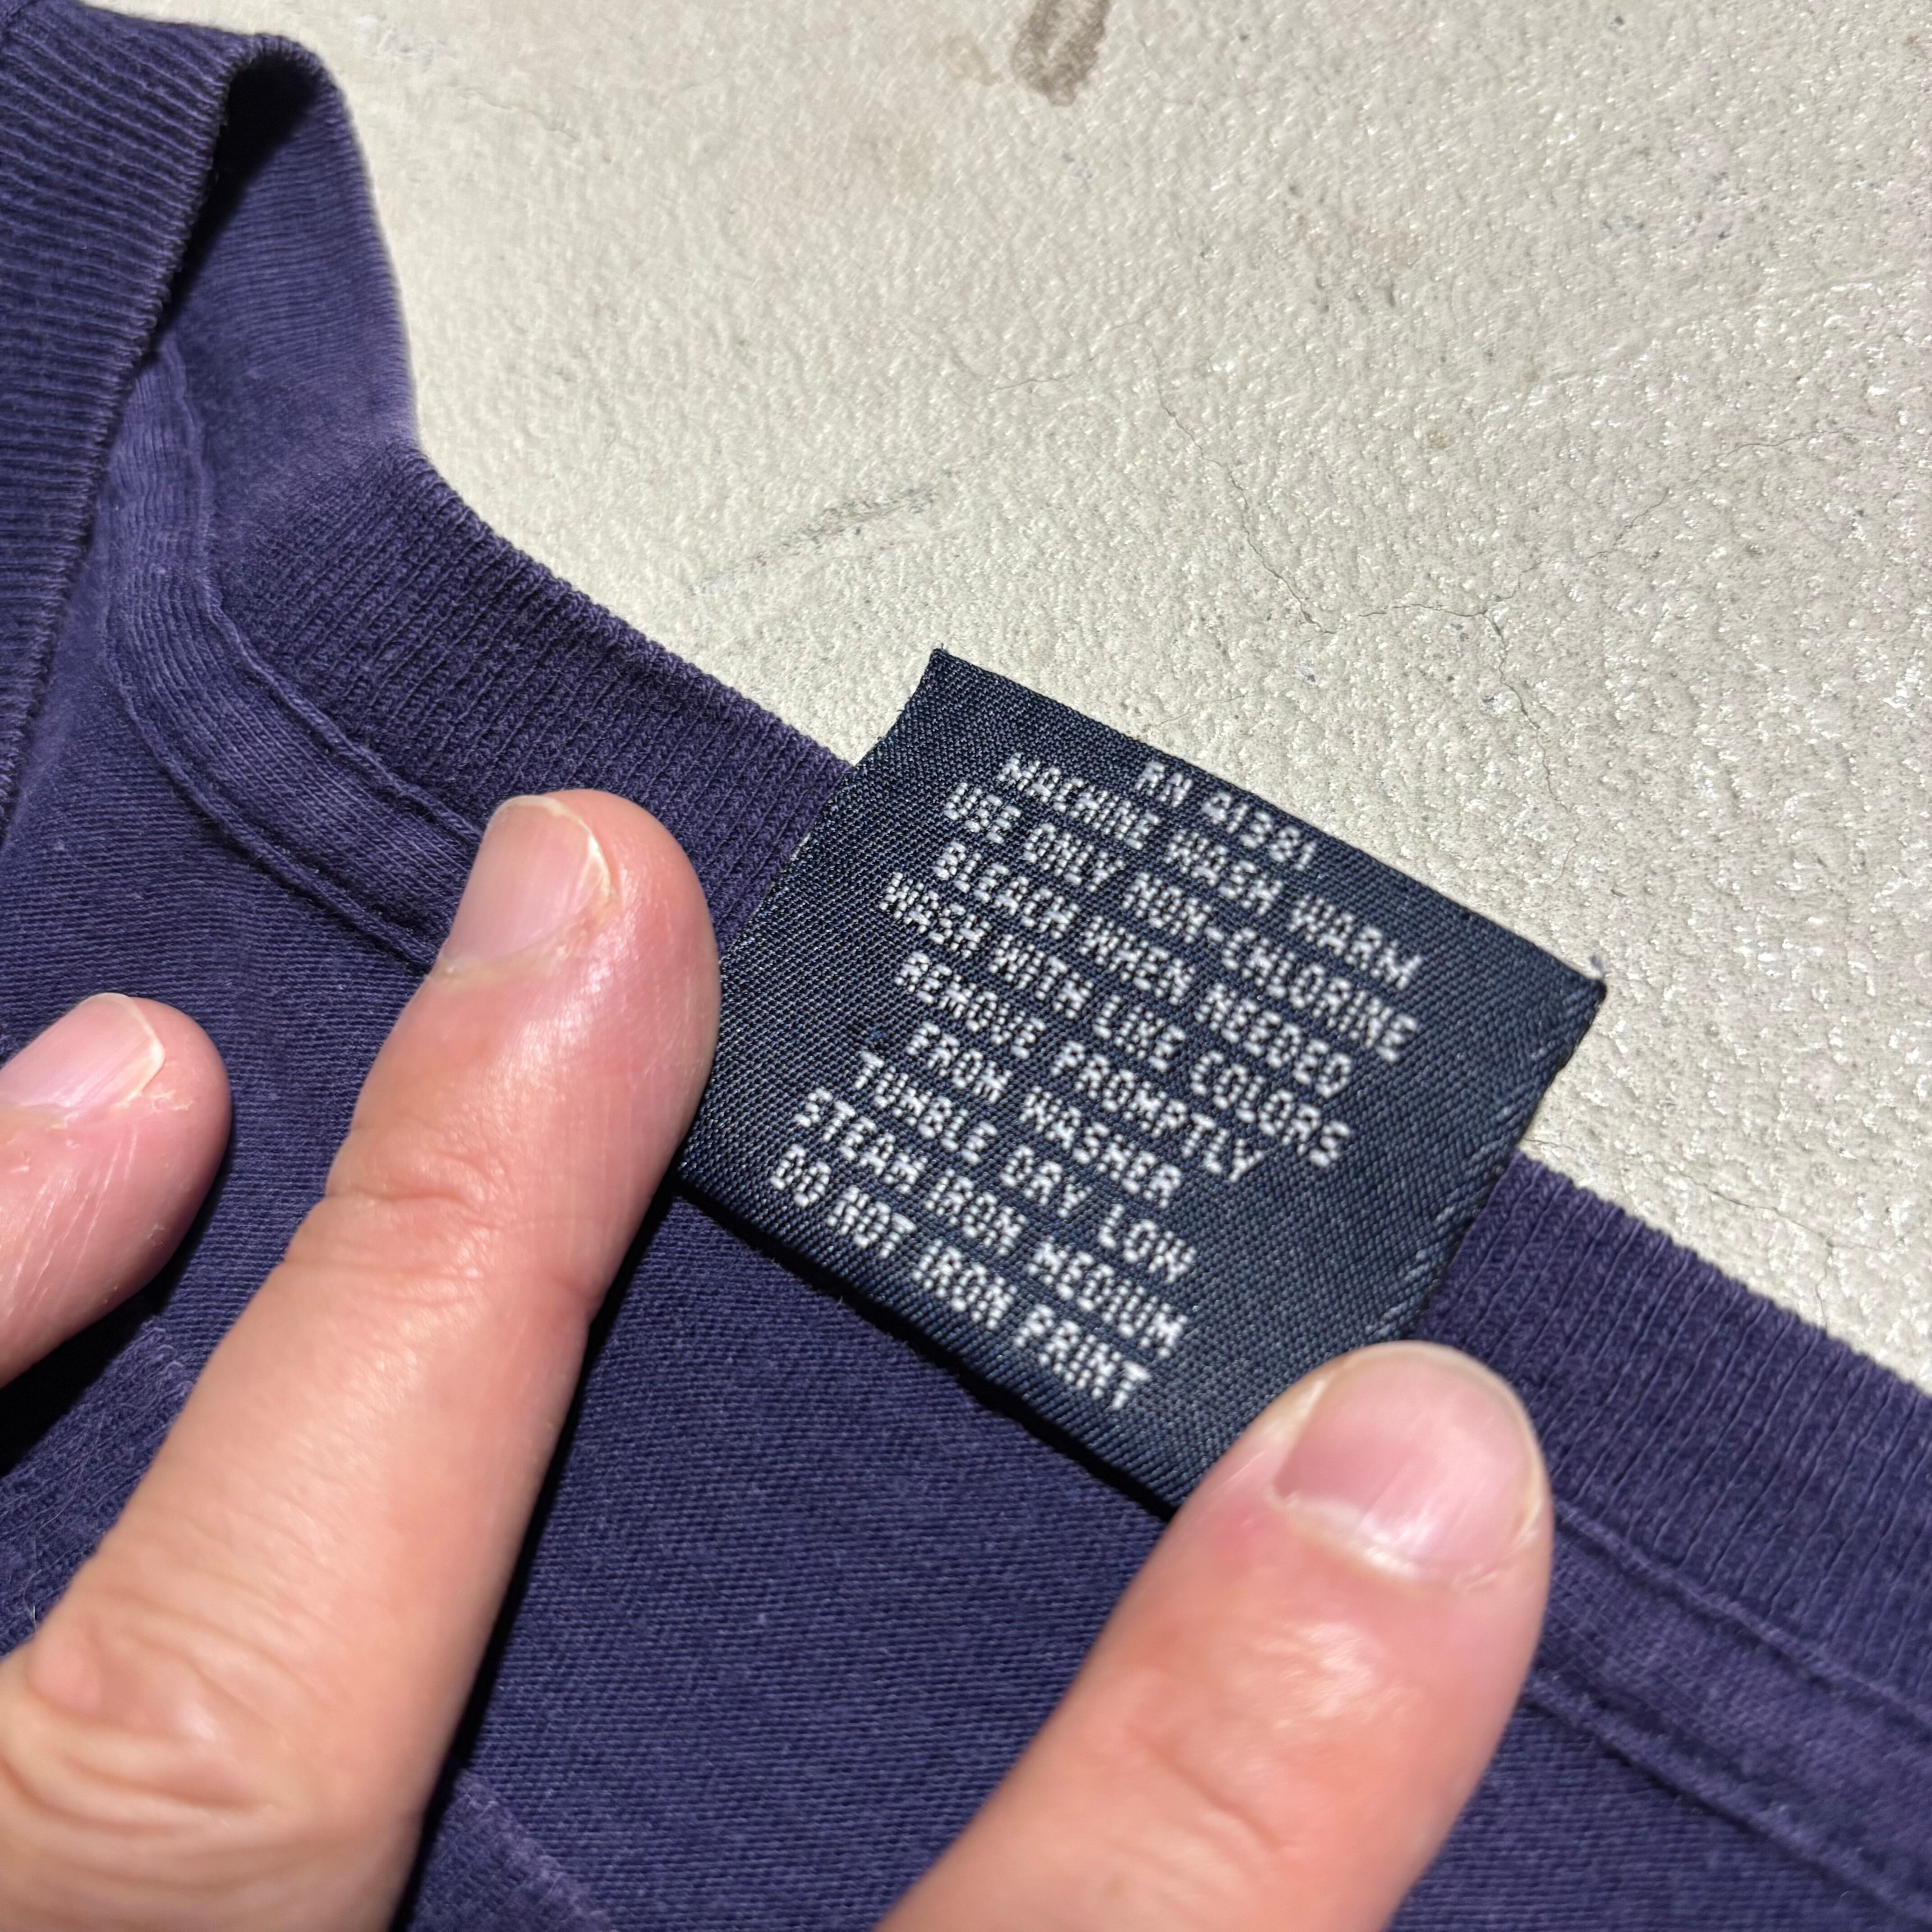 RN 41381
MACHINE WASH WARM
USE ONLY NON-CHLORINE
BLEACH WHEN NEEDED
WASH WITH LIKE COLORS
REMOVE PROMPTLY
FROM WASHER
TUMBLE DRY LOW
STEAM IRON MEDIUM
DO NOT IRON PRINT